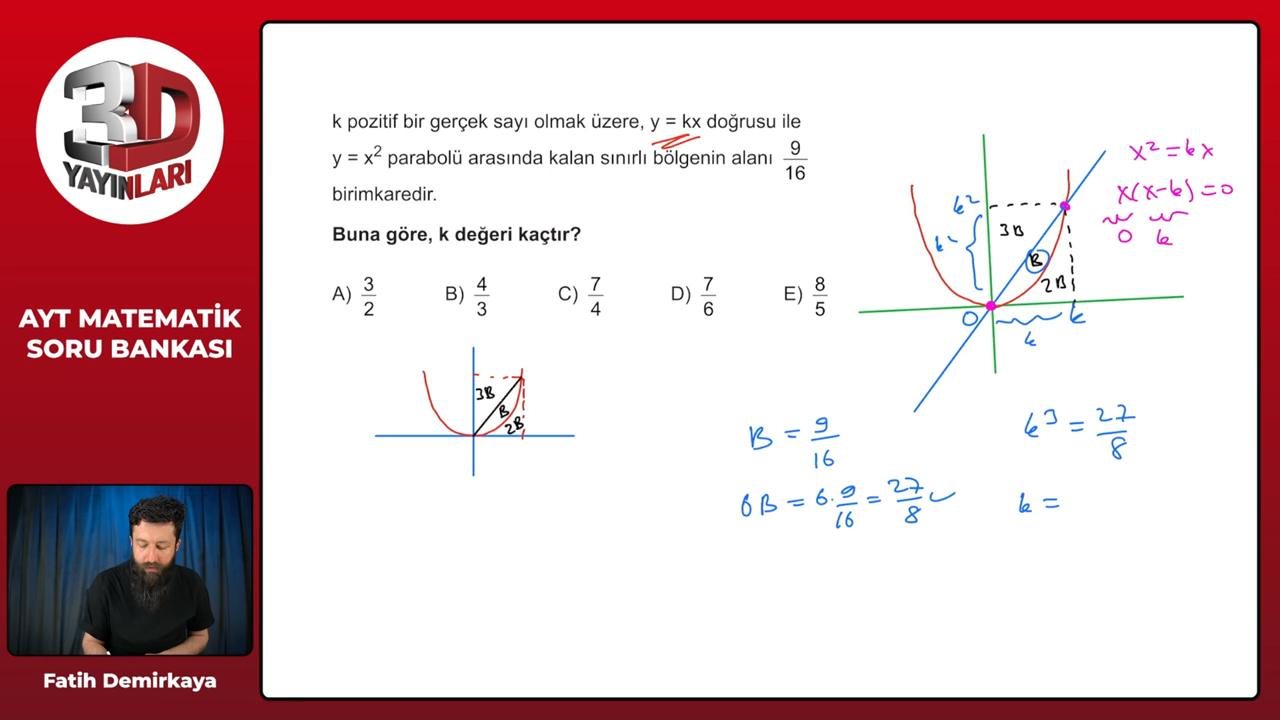 3D
YAYINLARI
AYT MATEMATİK
SORU BANKASI
Fatih Demirkaya
k pozitif bir gerçek sayı olmak üzere, y = kx doğrusu ile
y = x² parabolü arasında kalan sınırlı bölgenin alanı 9/16
birimkaredir.
Buna göre, k değeri kaçtır?
A) 3/2 B) 4/3 C) 7/4 D) 7/6 E) 8/5
3B
B
2B
x² = kx
x(x-k) = 0
0 k
k²
3B
k²
B
2B
0 k
k
B = 9/16
6B = 6·9/16 = 27/8
k³ = 27/8
k =